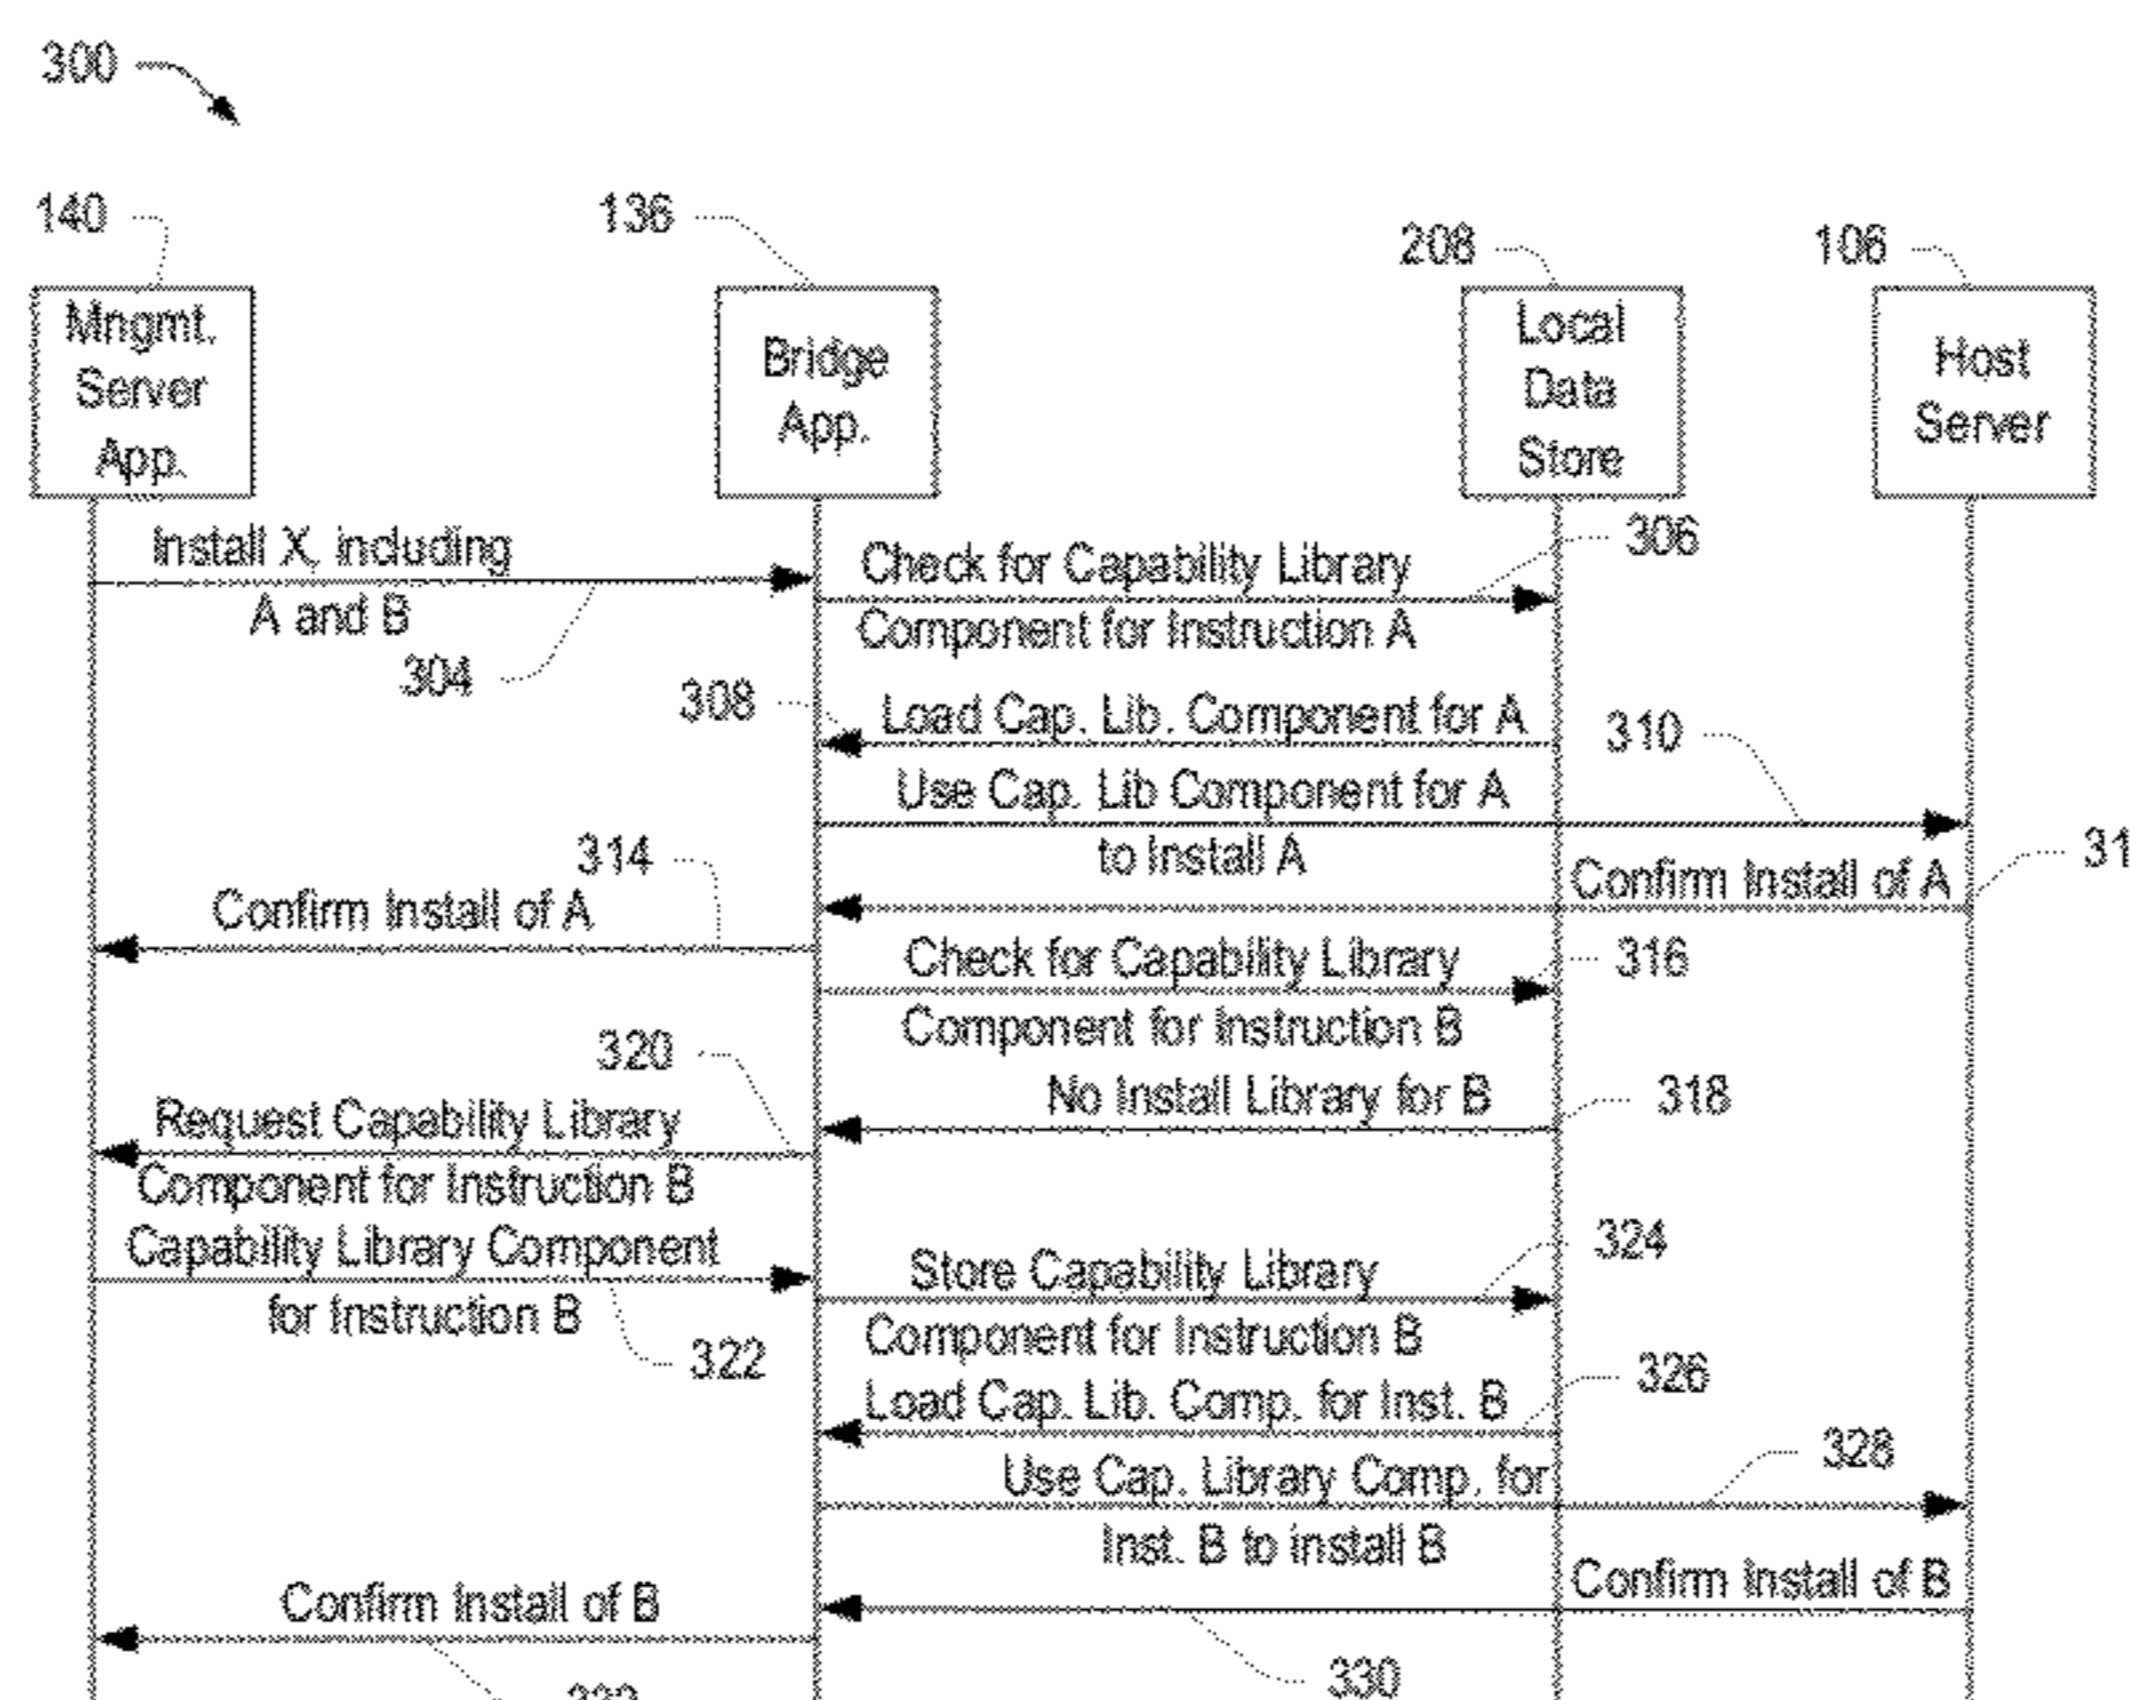 300
140
136
208
106
Mngmt.
Server
App.
Bridge
App.
Local
Data
Store
Host
Server
Install X, including
A and B
304
Check for Capability Library
Component for Instruction A
306
308
Load Cap. Lib. Component for A
310
Use Cap. Lib Component for A
to Install A
31
Confirm Install of A
314
Confirm Install of A
Check for Capability Library
Component for Instruction B
316
No Install Library for B
318
320
Request Capability Library
Component for Instruction B
Capability Library Component
for Instruction B
322
Store Capability Library
Component for Instruction B
324
Load Cap. Lib. Comp. for Inst. B
326
Use Cap. Library Comp. for
Inst. B to install B
328
Confirm Install of B
330
Confirm Install of B